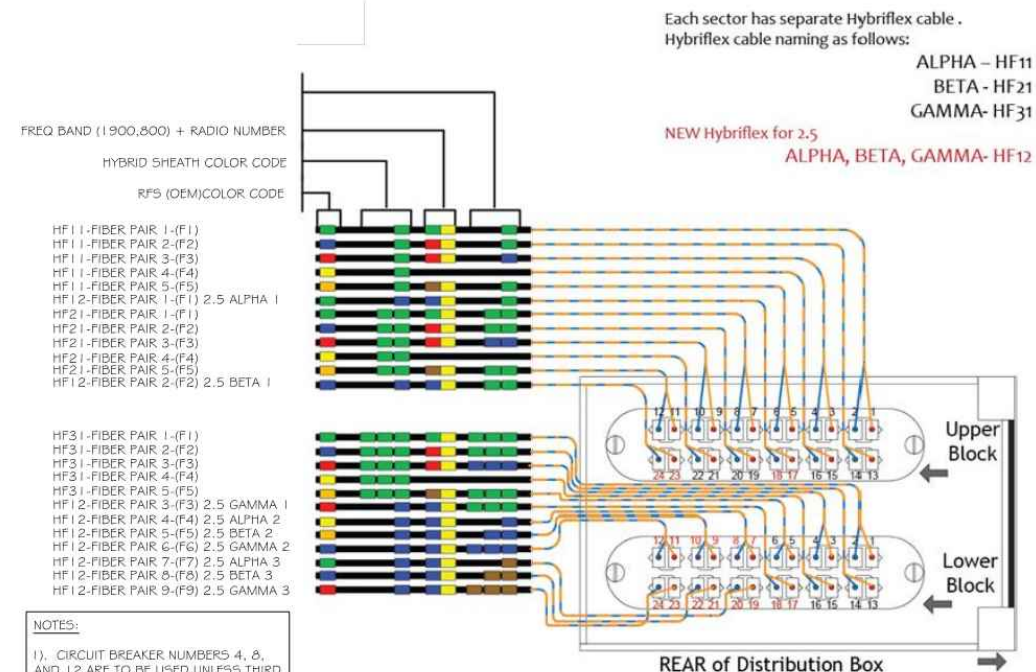 Each sector has separate Hybriflex cable .
Hybriflex cable naming as follows:
ALPHA – HF11
BETA - HF21
GAMMA- HF31
NEW Hybriflex for 2.5
ALPHA, BETA, GAMMA- HF12
FREQ BAND (1900,800) + RADIO NUMBER
HYBRID SHEATH COLOR CODE
RFS (OEM)COLOR CODE
HF11-FIBER PAIR 1-(F1)
HF11-FIBER PAIR 2-(F2)
HF11-FIBER PAIR 3-(F3)
HF11-FIBER PAIR 4-(F4)
HF11-FIBER PAIR 5-(F5)
HF12-FIBER PAIR 1-(F1) 2.5 ALPHA 1
HF21-FIBER PAIR 1-(F1)
HF21-FIBER PAIR 2-(F2)
HF21-FIBER PAIR 3-(F3)
HF21-FIBER PAIR 4-(F4)
HF21-FIBER PAIR 5-(F5)
HF12-FIBER PAIR 2-(F2) 2.5 BETA 1
12 11 10 9 8 7 6 5 4 3 2 1
Upper
Block
24 23 22 21 20 19 18 17 16 15 14 13
HF31-FIBER PAIR 1-(F1)
HF31-FIBER PAIR 2-(F2)
HF31-FIBER PAIR 3-(F3)
HF31-FIBER PAIR 4-(F4)
HF31-FIBER PAIR 5-(F5)
HF12-FIBER PAIR 3-(F3) 2.5 GAMMA 1
HF12-FIBER PAIR 4-(F4) 2.5 ALPHA 2
HF12-FIBER PAIR 5-(F5) 2.5 BETA 2
HF12-FIBER PAIR 6-(F6) 2.5 GAMMA 2
HF12-FIBER PAIR 7-(F7) 2.5 ALPHA 3
HF12-FIBER PAIR 8-(F8) 2.5 BETA 3
HF12-FIBER PAIR 9-(F9) 2.5 GAMMA 3
12 11 10 9 8 7 6 5 4 3 2 1
Lower
Block
24 23 22 21 20 19 18 17 16 15 14 13
REAR of Distribution Box
NOTES:
1). CIRCUIT BREAKER NUMBERS 4, 8,
AND 12 ARE TO BE USED UNLESS THIRD